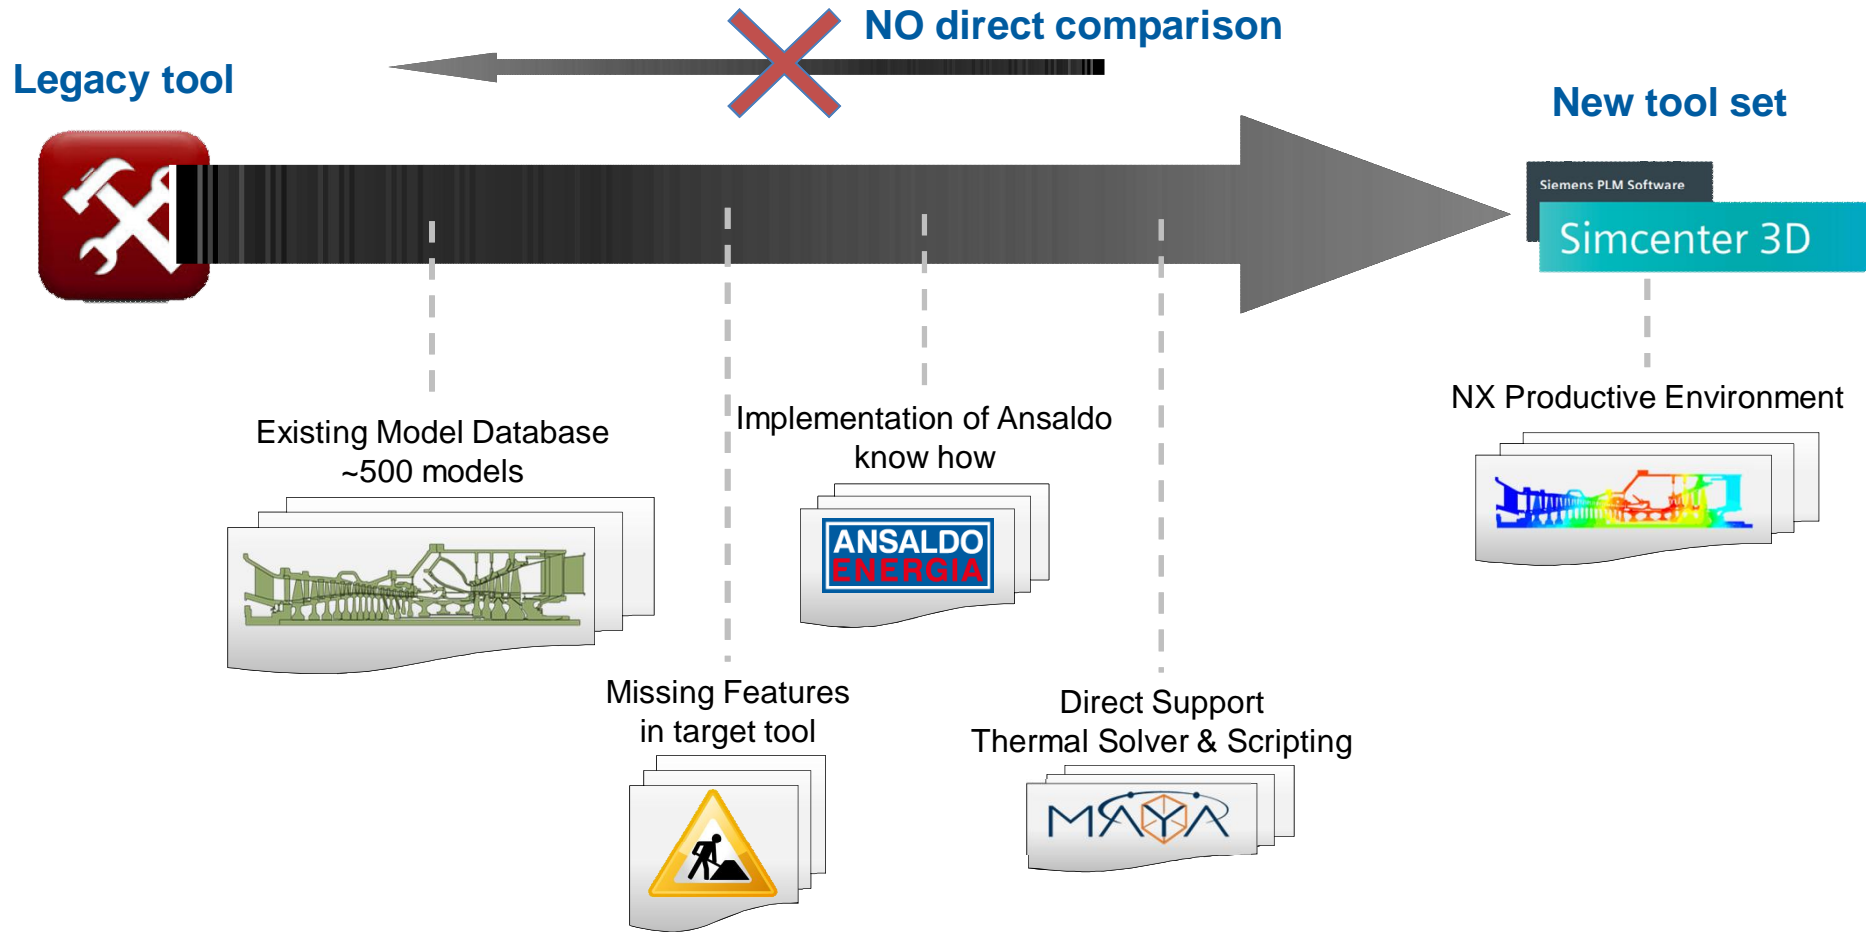 NO direct comparison
Legacy tool
New tool set
Siemens PLM Software
Simcenter 3D
Existing Model Database
~500 models
Implementation of Ansaldo
know how
ANSALDO
ENERGIA
NX Productive Environment
Missing Features
in target tool
Direct Support
Thermal Solver & Scripting
MAYA